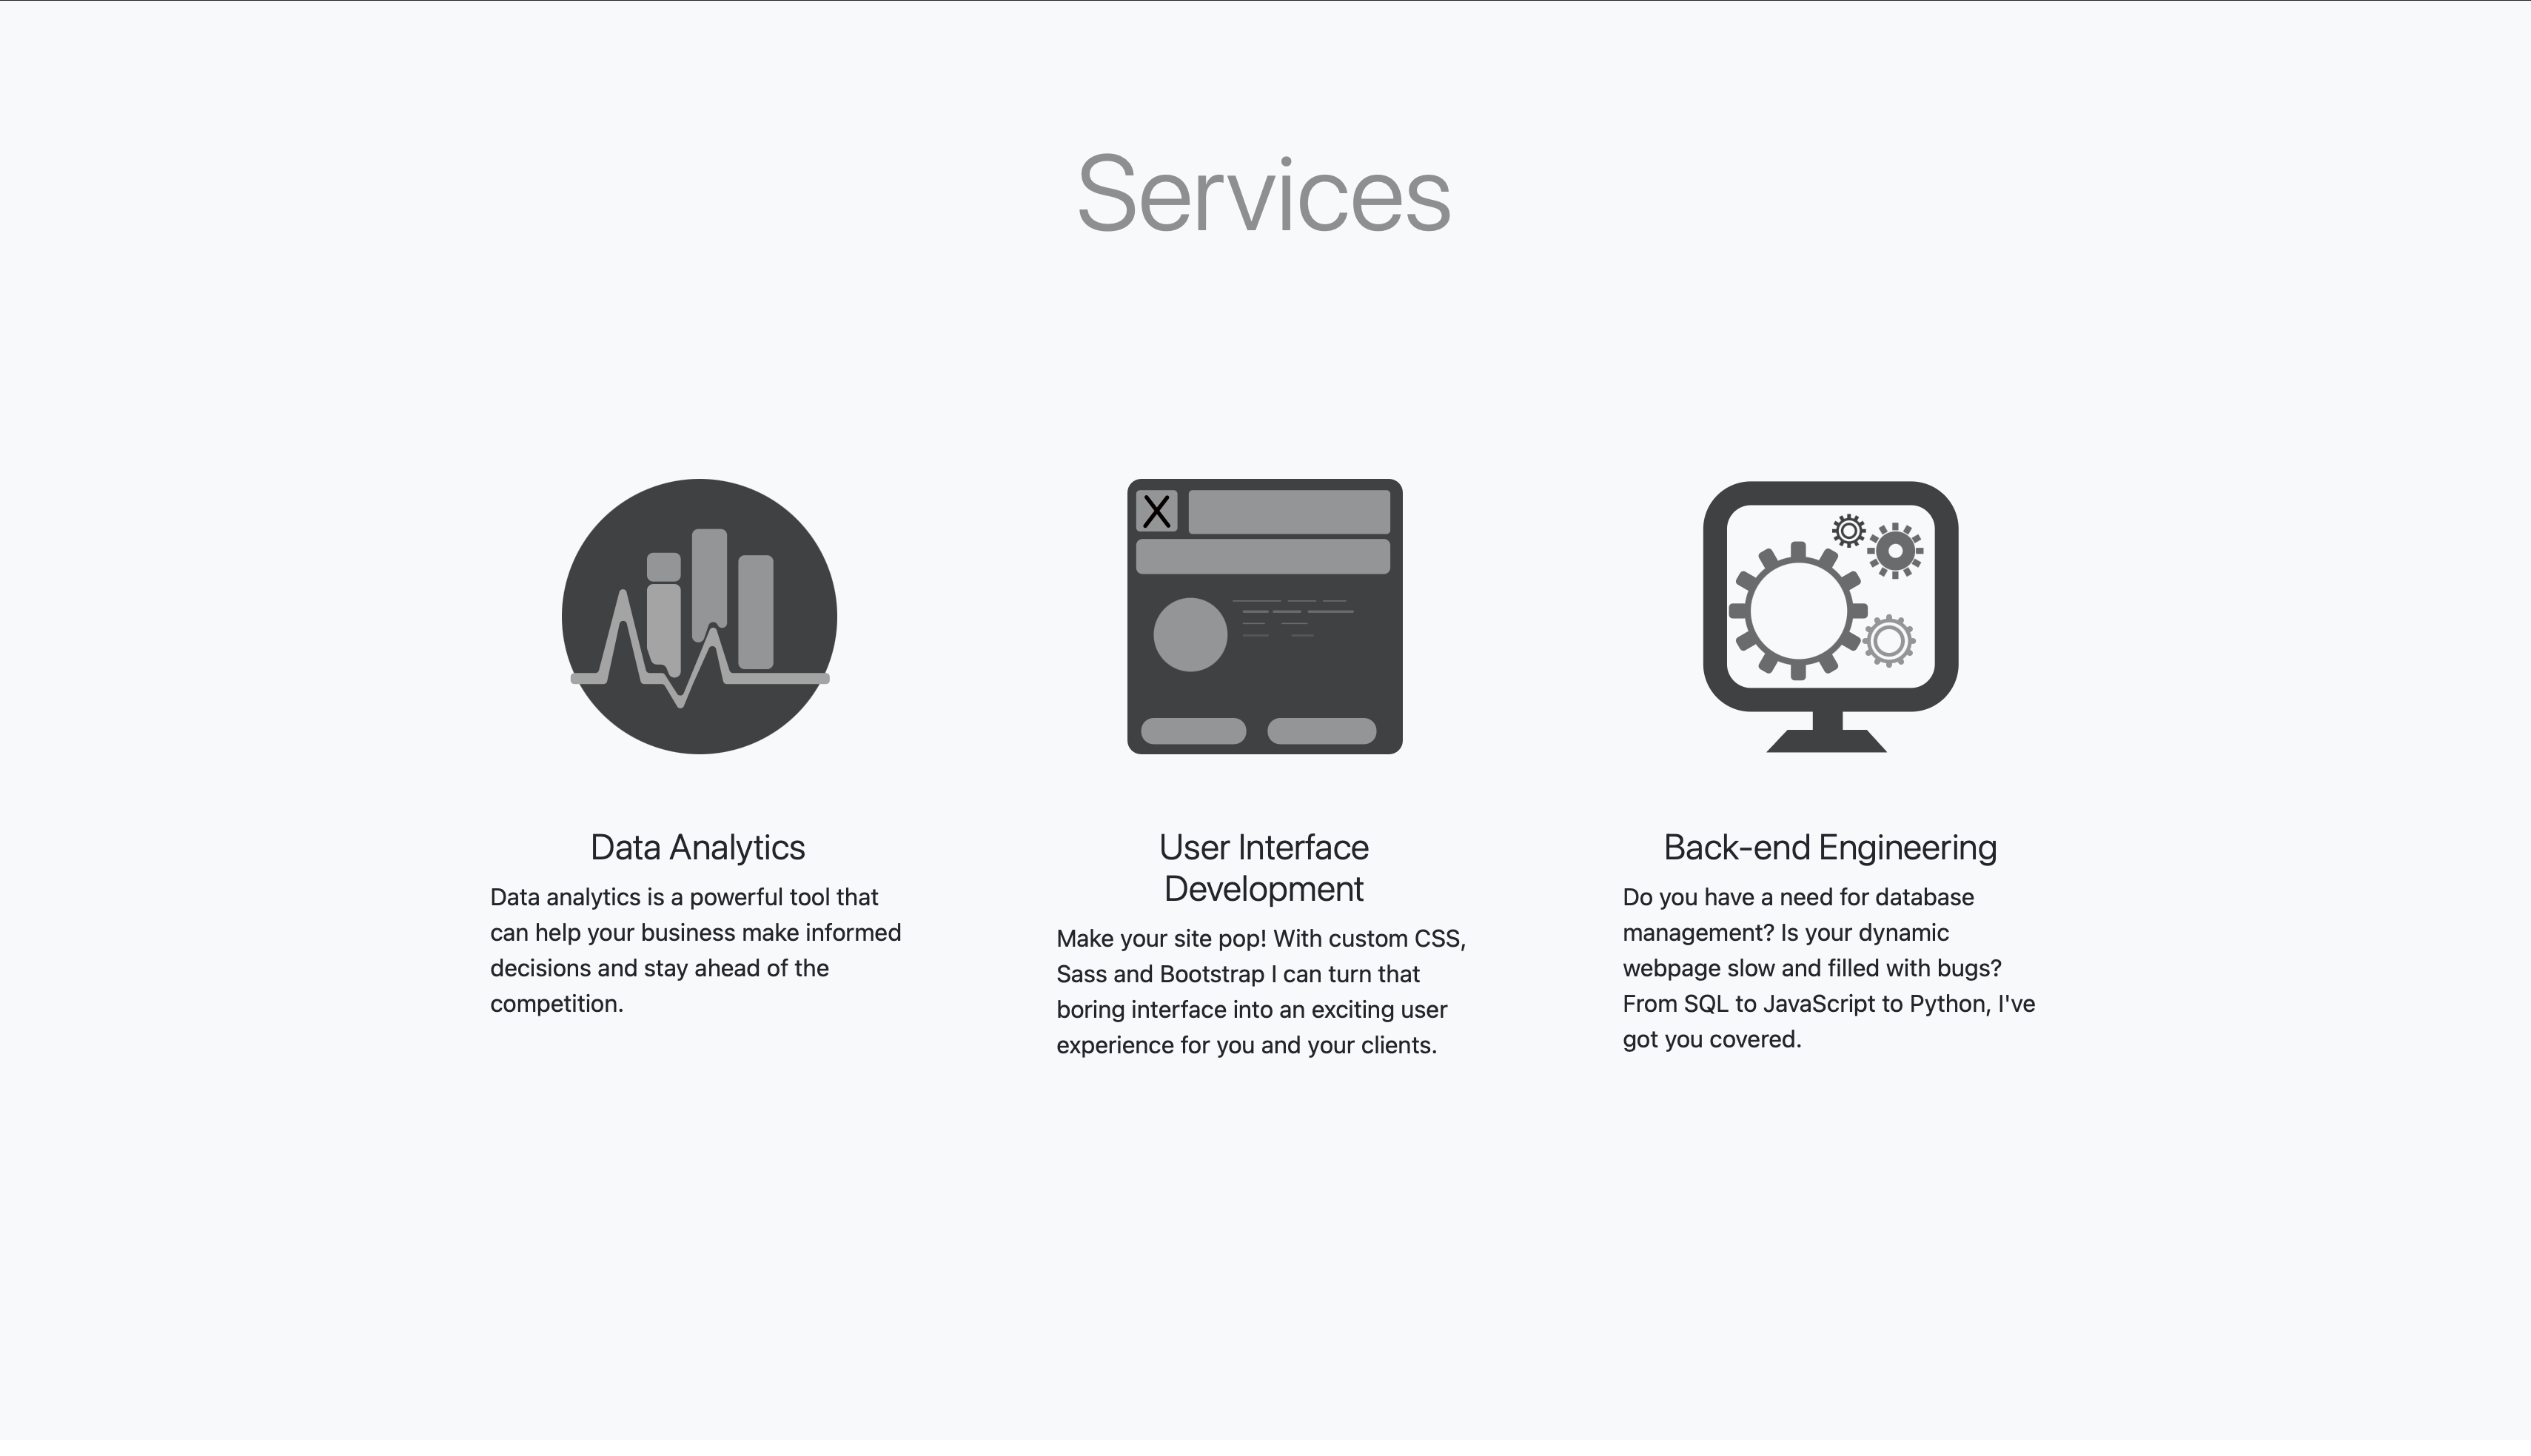 Services
X
Data Analytics
Data analytics is a powerful tool that
can help your business make informed
decisions and stay ahead of the
competition.
User Interface
Development
Make your site pop! With custom CSS,
Sass and Bootstrap I can turn that
boring interface into an exciting user
experience for you and your clients.
Back-end Engineering
Do you have a need for database
management? Is your dynamic
webpage slow and filled with bugs?
From SQL to JavaScript to Python, I've
got you covered.